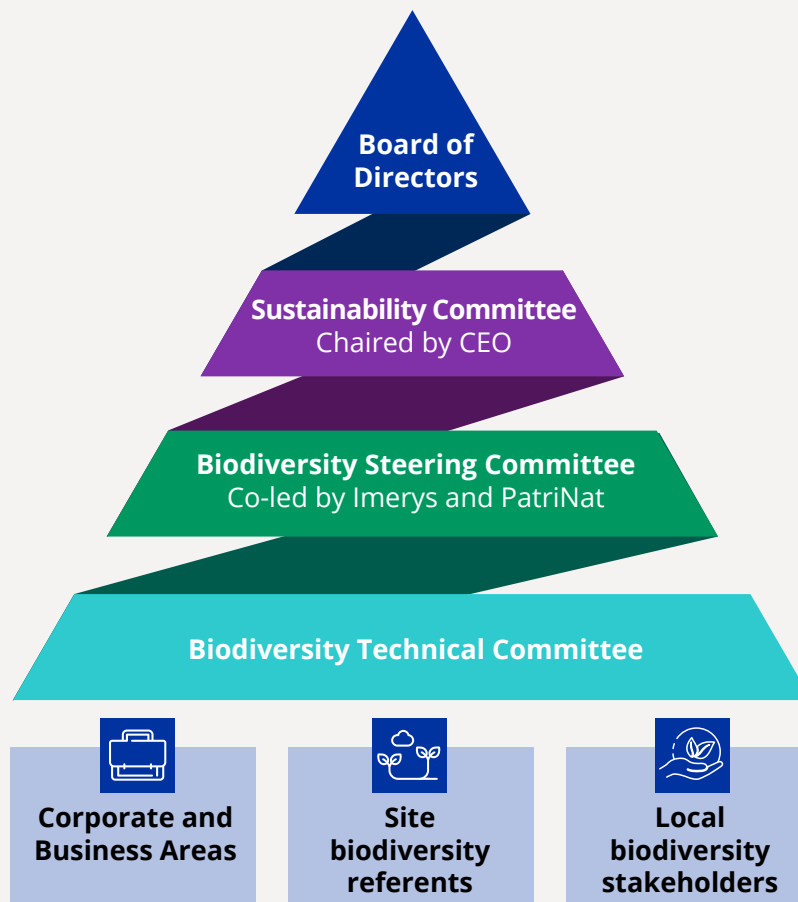 Board of
Directors
Sustainability Committee
Chaired by CEO
Biodiversity Steering Committee
Co-led by Imerys and PatriNat
Biodiversity Technical Committee
Corporate and
Business Areas
Site
biodiversity
referents
Local
biodiversity
stakeholders